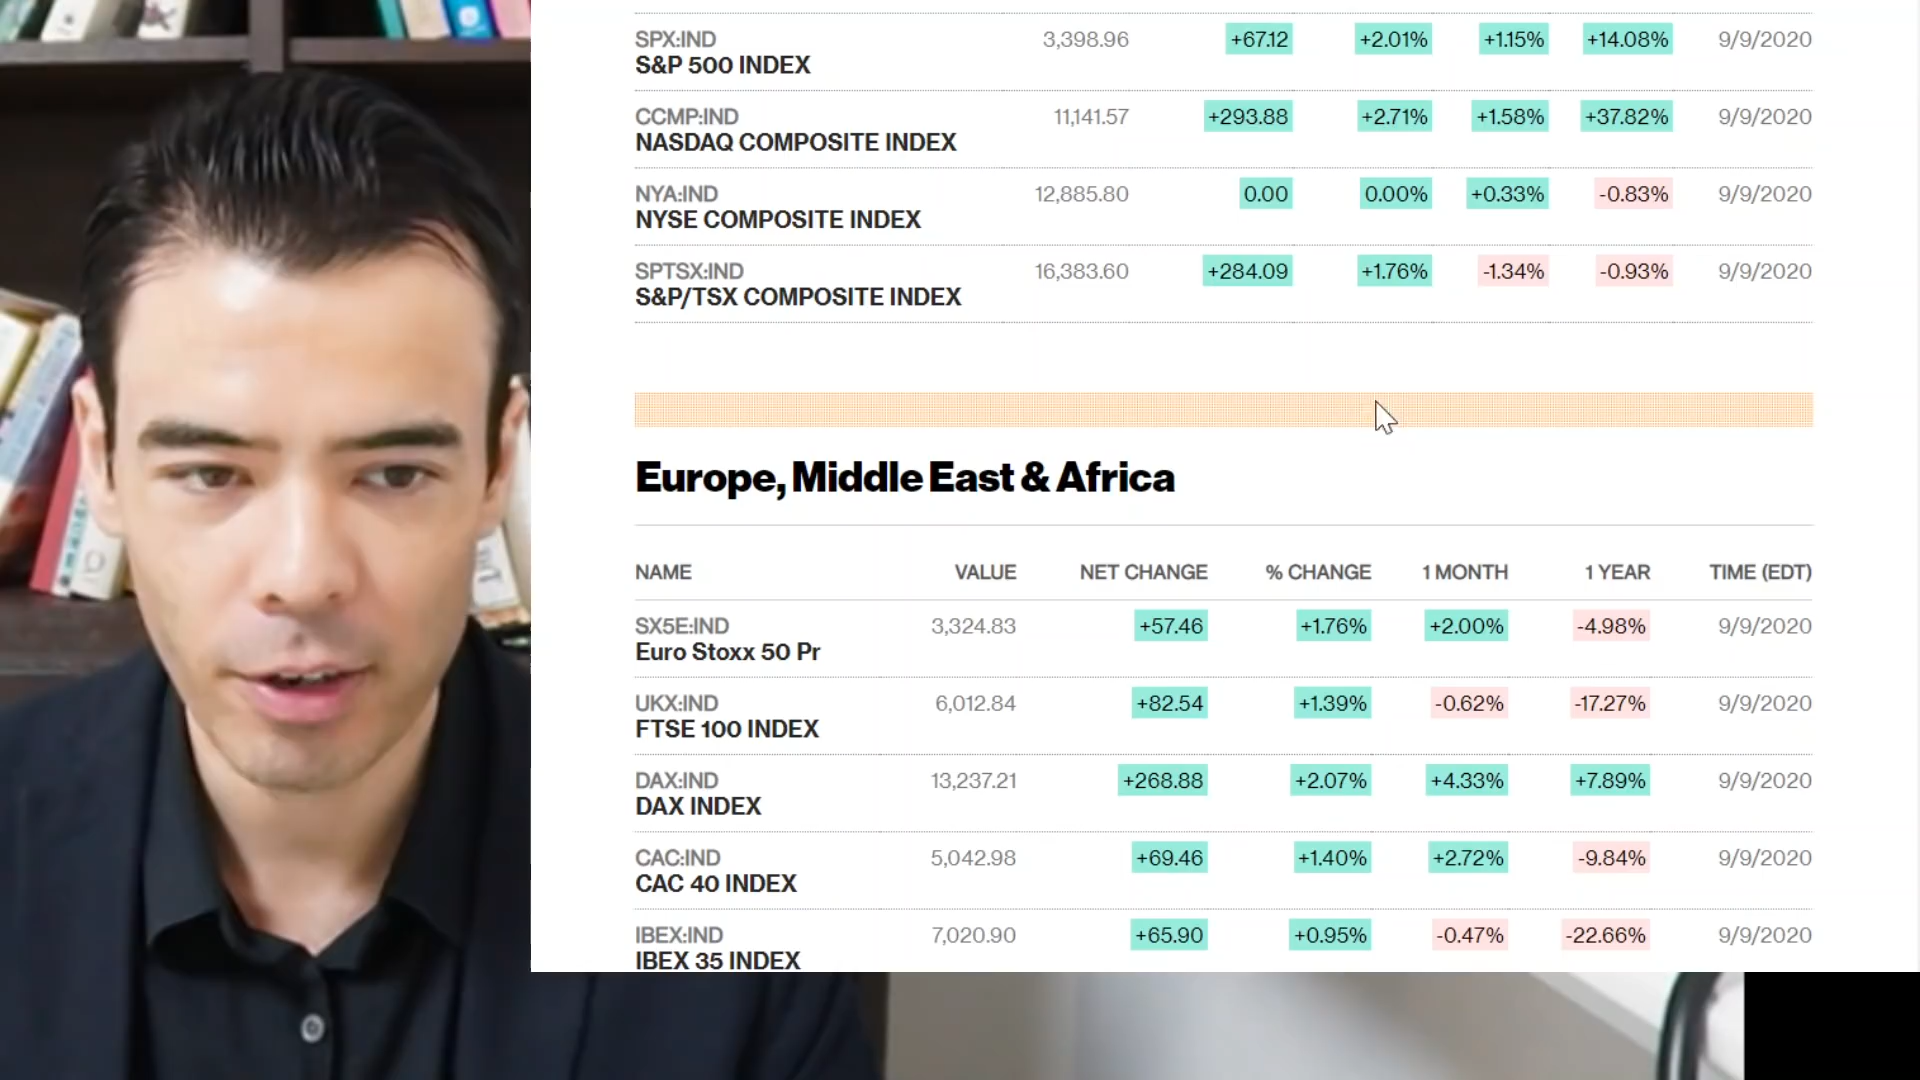 SPX:IND 3,398.96 +67.12 +2.01% +1.15% +14.08% 9/9/2020
S&P 500 INDEX
CCMP:IND 11,141.57 +293.88 +2.71% +1.58% +37.82% 9/9/2020
NASDAQ COMPOSITE INDEX
NYA:IND 12,885.80 0.00 0.00% +0.33% -0.83% 9/9/2020
NYSE COMPOSITE INDEX
SPTSX:IND 16,383.60 +284.09 +1.76% -1.34% -0.93% 9/9/2020
S&P/TSX COMPOSITE INDEX
Europe, Middle East & Africa
NAME VALUE NET CHANGE % CHANGE 1 MONTH 1 YEAR TIME (EDT)
SX5E:IND 3,324.83 +57.46 +1.76% +2.00% -4.98% 9/9/2020
Euro Stoxx 50 Pr
UKX:IND 6,012.84 +82.54 +1.39% -0.62% -17.27% 9/9/2020
FTSE 100 INDEX
DAX:IND 13,237.21 +268.88 +2.07% +4.33% +7.89% 9/9/2020
DAX INDEX
CAC:IND 5,042.98 +69.46 +1.40% +2.72% -9.84% 9/9/2020
CAC 40 INDEX
IBEX:IND 7,020.90 +65.90 +0.95% -0.47% -22.66% 9/9/2020
IBEX 35 INDEX